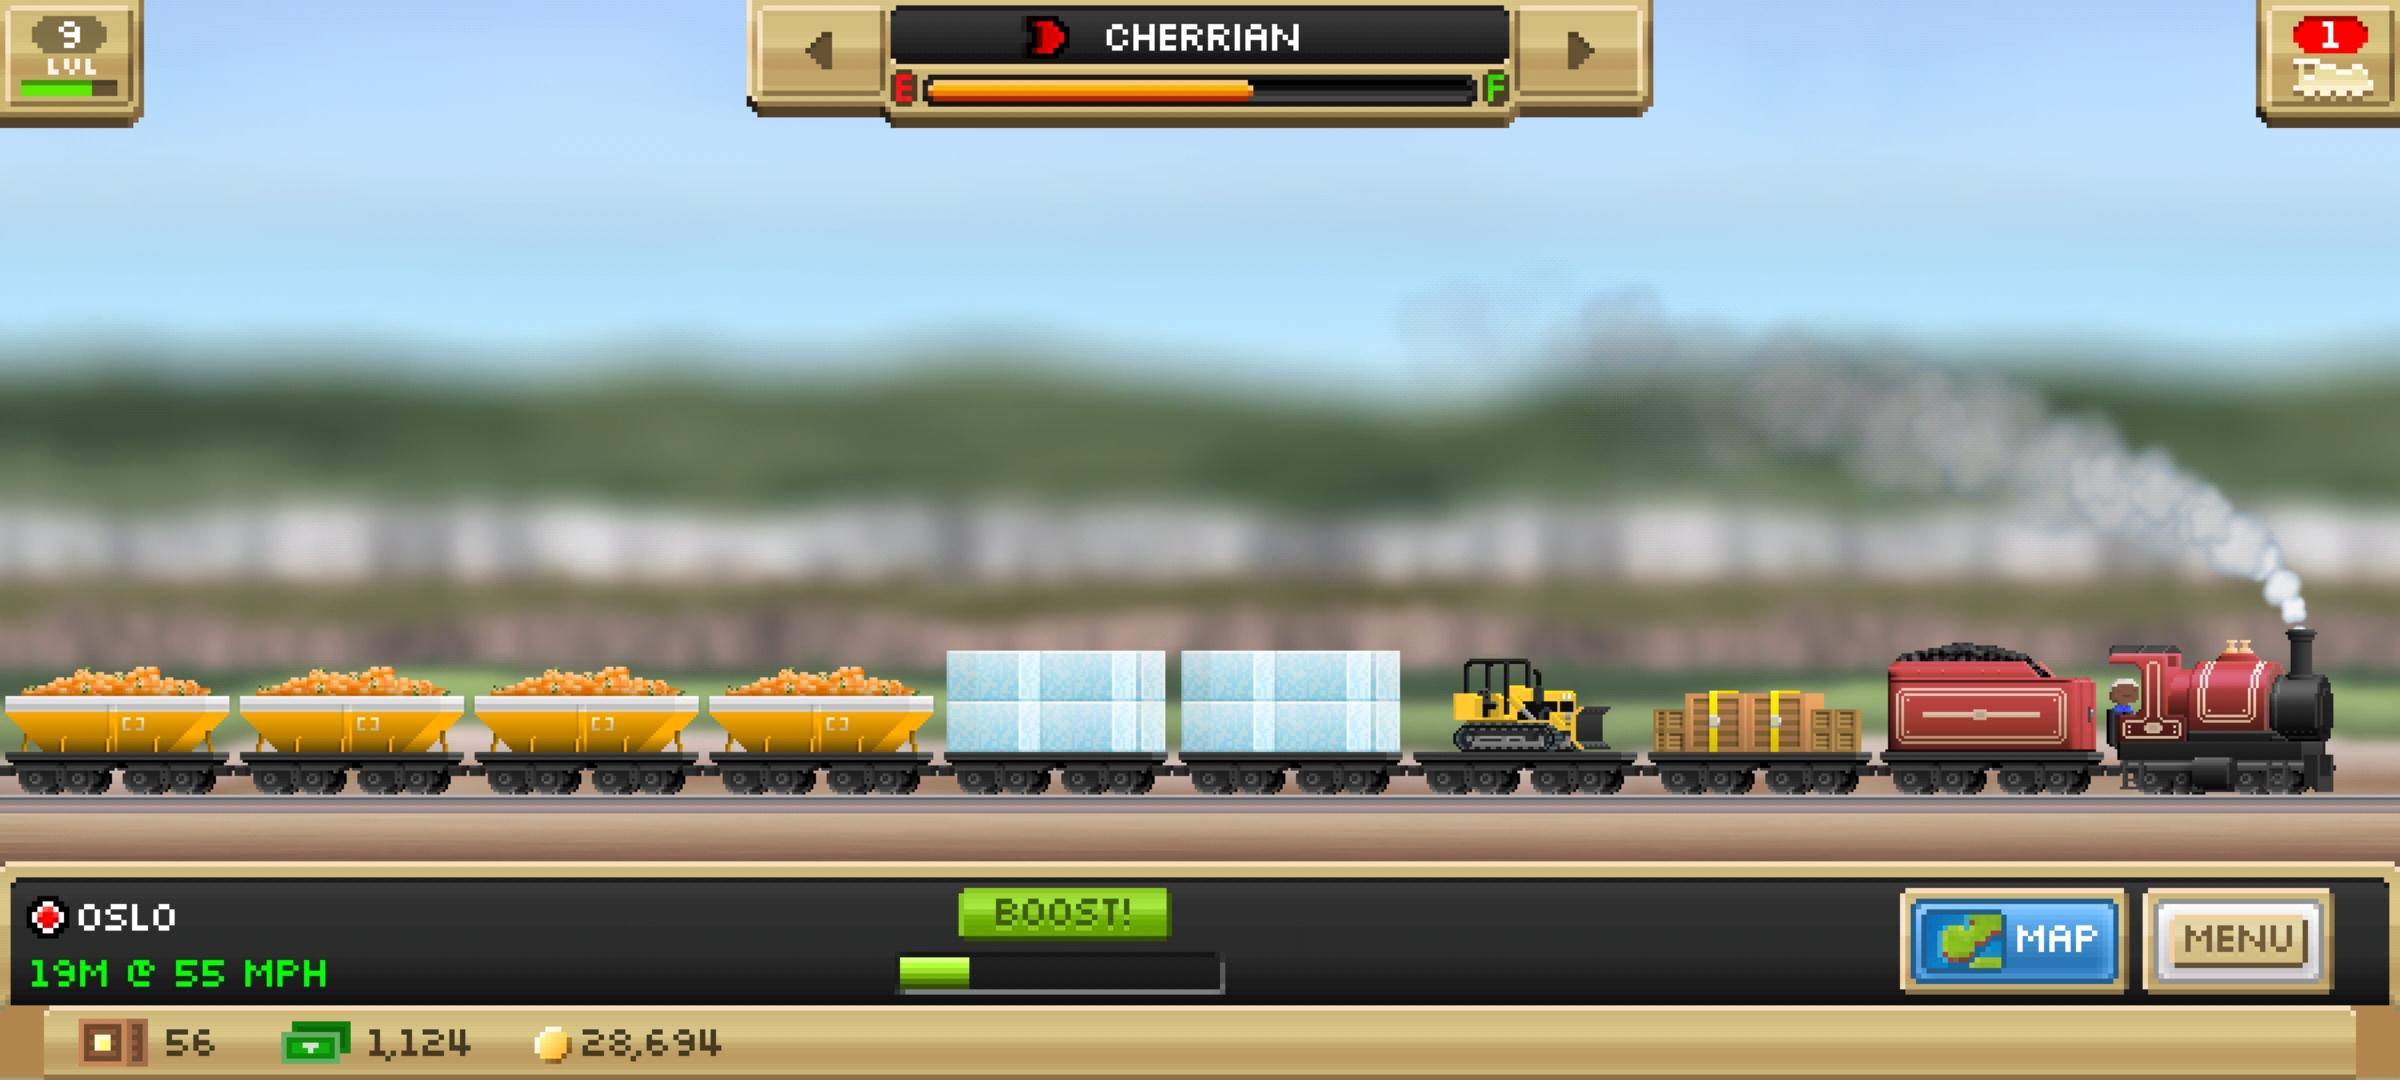 9
LVL
CHERRIAN
E F
1
OSLO
19M @ 55 MPH
BOOST!
MAP
MENU
56
1,124
28,694